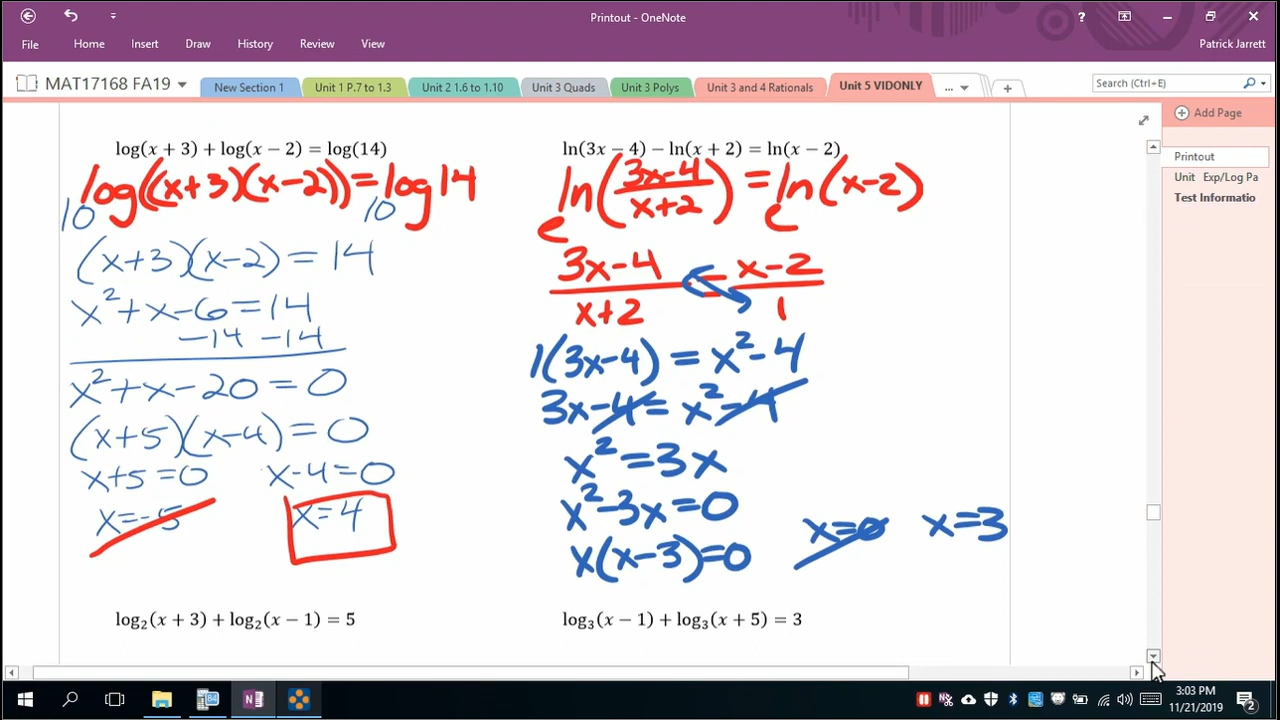 Printout - OneNote
?
File Home Insert Draw History Review View
Patrick Jarrett
MAT17168 FA19
New Section 1
Unit 1 P.7 to 1.3
Unit 2 1.6 to 1.10
Unit 3 Quads
Unit 3 Polys
Unit 3 and 4 Rationals
Unit 5 VIDONLY
...
+
Search (Ctrl+E)
Add Page
Printout
Unit Exp/Log Pa
Test Informatio
log(x + 3) + log(x − 2) = log(14)
10 log((x+3)(x−2)) = 10 log 14
(x+3)(x−2) = 14
x² + x − 6 = 14
−14 −14
x² + x − 20 = 0
(x+5)(x−4) = 0
x+5 = 0 x−4 = 0
x = −5 x = 4
ln(3x − 4) − ln(x + 2) = ln(x − 2)
e ln((3x−4)/(x+2)) = e ln(x−2)
(3x−4)/(x+2) = (x−2)/1
1(3x−4) = x²−4
3x−4 = x²−4
x² = 3x
x²−3x = 0
x(x−3) = 0 x=0 x=3
log₂(x + 3) + log₂(x − 1) = 5
log₃(x − 1) + log₃(x + 5) = 3
3:03 PM
11/21/2019
2